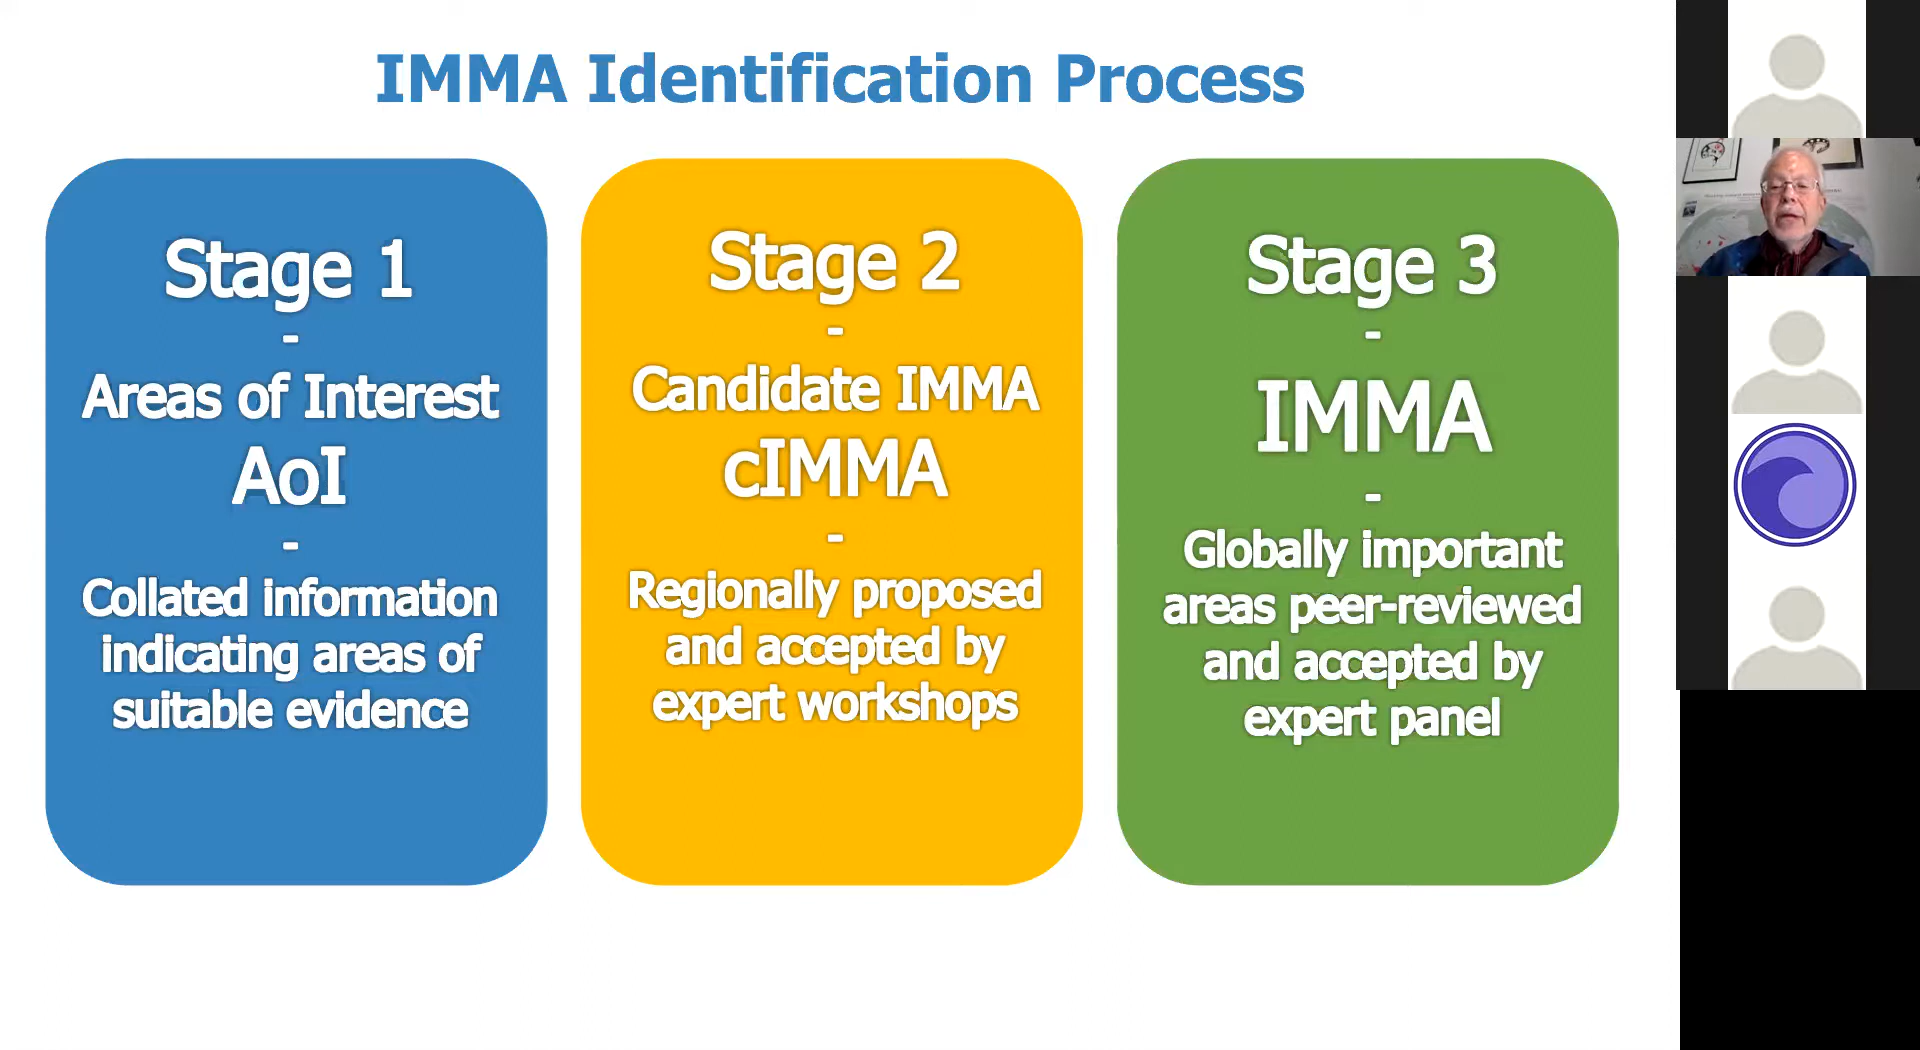 IMMA Identification Process
Stage 1
-
Areas of Interest
AoI
-
Collated information
indicating areas of
suitable evidence
Stage 2
-
Candidate IMMA
cIMMA
-
Regionally proposed
and accepted by
expert workshops
Stage 3
-
IMMA
-
Globally important
areas peer-reviewed
and accepted by
expert panel